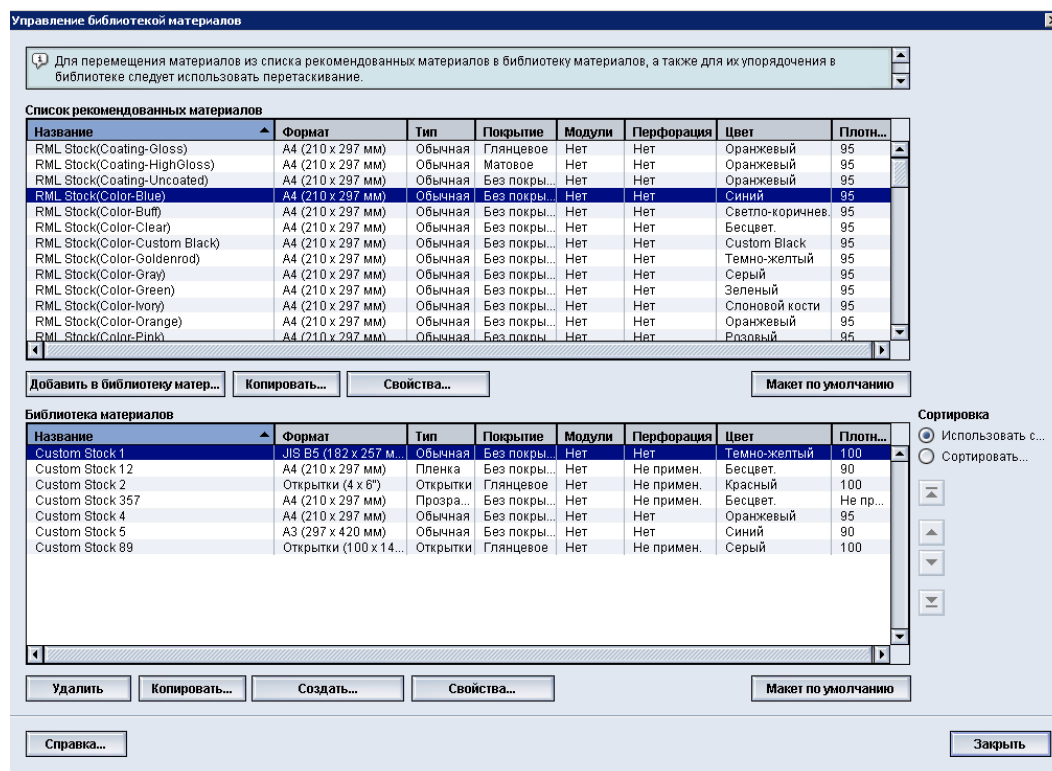 Управление библиотекой материалов
Для перемещения материалов из списка рекомендованных материалов в библиотеку материалов, а также для их упорядочения в
библиотеке следует использовать перетаскивание.
Список рекомендованных материалов
Название Формат Тип Покрытие Модули Перфорация Цвет Плотн...
RML Stock(Coating-Gloss) A4 (210 x 297 мм) Обычная Глянцевое Нет Нет Оранжевый 95
RML Stock(Coating-HighGloss) A4 (210 x 297 мм) Обычная Матовое Нет Нет Оранжевый 95
RML Stock(Coating-Uncoated) A4 (210 x 297 мм) Обычная Без покры... Нет Нет Оранжевый 95
RML Stock(Color-Blue) A4 (210 x 297 мм) Обычная Без покры... Нет Нет Синий 95
RML Stock(Color-Buff) A4 (210 x 297 мм) Обычная Без покры... Нет Нет Светло-коричнев. 95
RML Stock(Color-Clear) A4 (210 x 297 мм) Обычная Без покры... Нет Нет Бесцвет. 95
RML Stock(Color-Custom Black) A4 (210 x 297 мм) Обычная Без покры... Нет Нет Custom Black 95
RML Stock(Color-Goldenrod) A4 (210 x 297 мм) Обычная Без покры... Нет Нет Темно-желтый 95
RML Stock(Color-Gray) A4 (210 x 297 мм) Обычная Без покры... Нет Нет Серый 95
RML Stock(Color-Green) A4 (210 x 297 мм) Обычная Без покры... Нет Нет Зеленый 95
RML Stock(Color-Ivory) A4 (210 x 297 мм) Обычная Без покры... Нет Нет Слоновой кости 95
RML Stock(Color-Orange) A4 (210 x 297 мм) Обычная Без покры... Нет Нет Оранжевый 95
RML Stock(Color-Pink) A4 (210 x 297 мм) Обычная Без покры... Нет Нет Розовый 95
Добавить в библиотеку матер... Копировать... Свойства... Макет по умолчанию
Библиотека материалов Сортировка
Название Формат Тип Покрытие Модули Перфорация Цвет Плотн... Использовать с...
Custom Stock 1 JIS B5 (182 x 257 м... Обычная Без покры... Нет Нет Темно-желтый 100 Сортировать...
Custom Stock 12 A4 (210 x 297 мм) Пленка Без покры... Нет Не примен. Бесцвет. 90
Custom Stock 2 Открытки (4 x 6") Открытки Глянцевое Нет Не примен. Красный 100
Custom Stock 357 A4 (210 x 297 мм) Прозра... Без покры... Нет Не примен. Бесцвет. Не пр...
Custom Stock 4 A4 (210 x 297 мм) Обычная Без покры... Нет Нет Оранжевый 95
Custom Stock 5 A3 (297 x 420 мм) Обычная Без покры... Нет Нет Синий 90
Custom Stock 89 Открытки (100 x 14... Открытки Глянцевое Нет Не примен. Серый 100
Удалить Копировать... Создать... Свойства... Макет по умолчанию
Справка... Закрыть